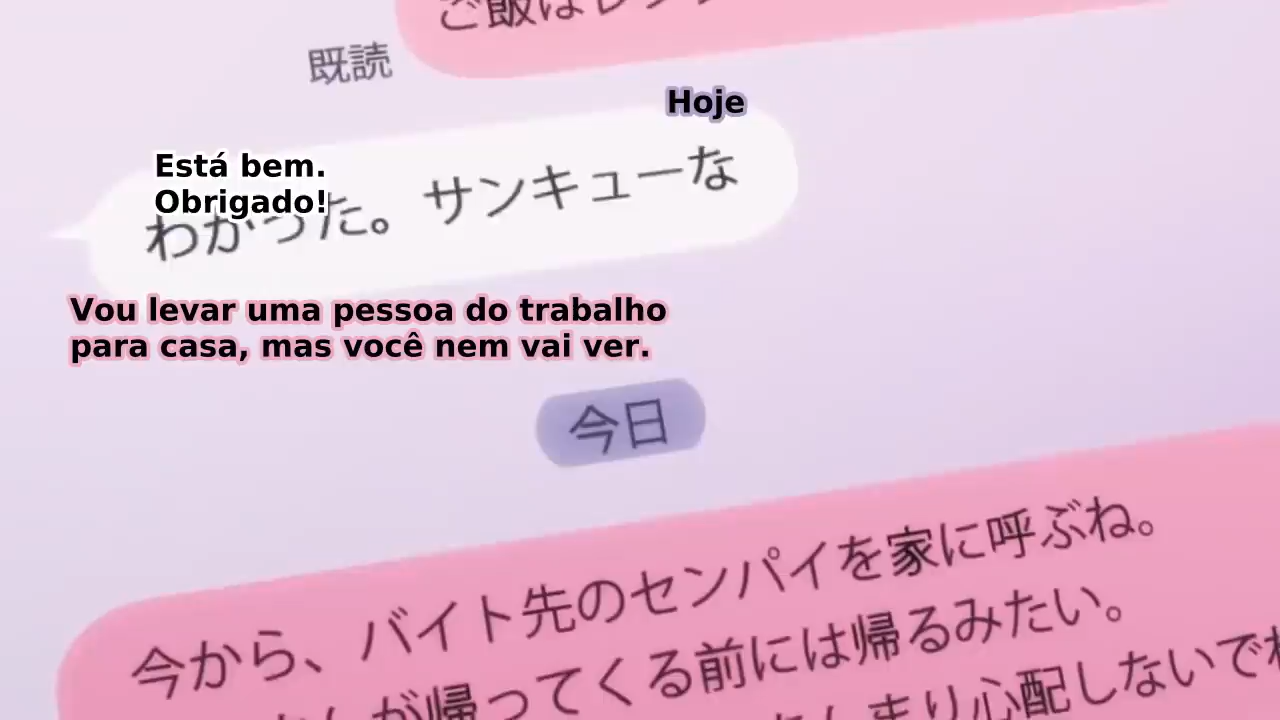 ご飯はレン
既読
Hoje
Está bem.
Obrigado!
わかった。サンキューな
Vou levar uma pessoa do trabalho
para casa, mas você nem vai ver.
今日
今から、バイト先のセンパイを家に呼ぶね。
が帰ってくる前には帰るみたい。
まり心配しないでね